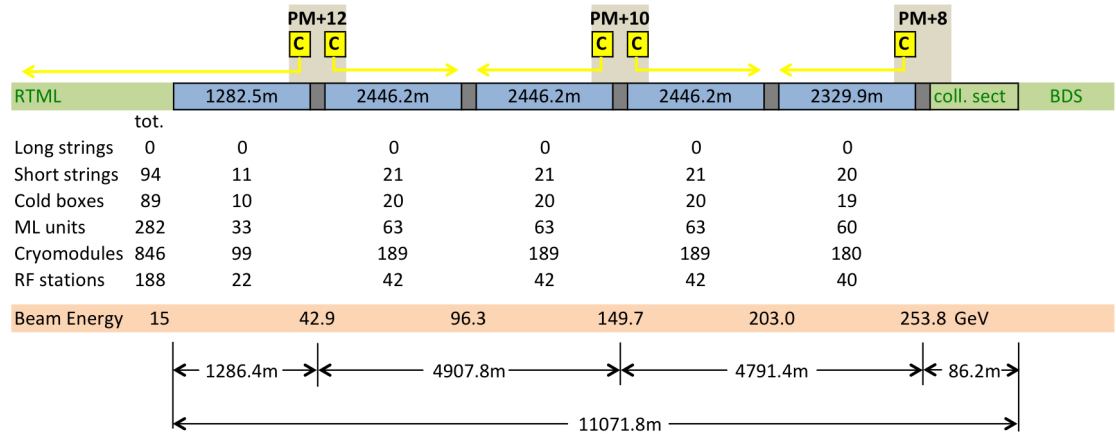 PM+12 PM+10 PM+8
C C C C C
RTML 1282.5m 2446.2m 2446.2m 2446.2m 2329.9m coll. sect BDS
tot.
Long strings 0 0 0 0 0 0
Short strings 94 11 21 21 21 20
Cold boxes 89 10 20 20 20 19
ML units 282 33 63 63 63 60
Cryomodules 846 99 189 189 189 180
RF stations 188 22 42 42 42 40
Beam Energy 15 42.9 96.3 149.7 203.0 253.8 GeV
1286.4m 4907.8m 4791.4m 86.2m
11071.8m